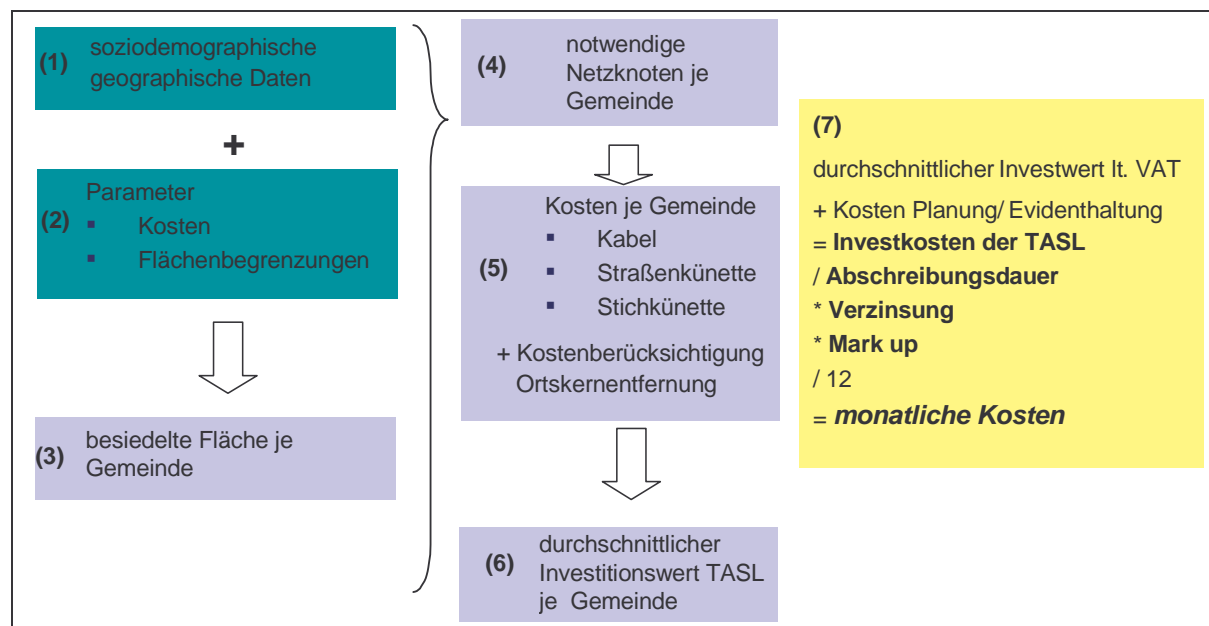 (1)
soziodemographische
geographische Daten
+
(2)
Parameter
▪ Kosten
▪ Flächenbegrenzungen
(3)
besiedelte Fläche je
Gemeinde
(4)
notwendige
Netzknoten je
Gemeinde
(5)
Kosten je Gemeinde
▪ Kabel
▪ Straßenkünette
▪ Stichkünette
+ Kostenberücksichtigung
Ortskernentfernung
(6)
durchschnittlicher
Investitionswert TASL
je Gemeinde
(7)
durchschnittlicher Investwert lt. VAT
+ Kosten Planung/ Evidenthaltung
= Investkosten der TASL
/ Abschreibungsdauer
* Verzinsung
* Mark up
/ 12
= monatliche Kosten